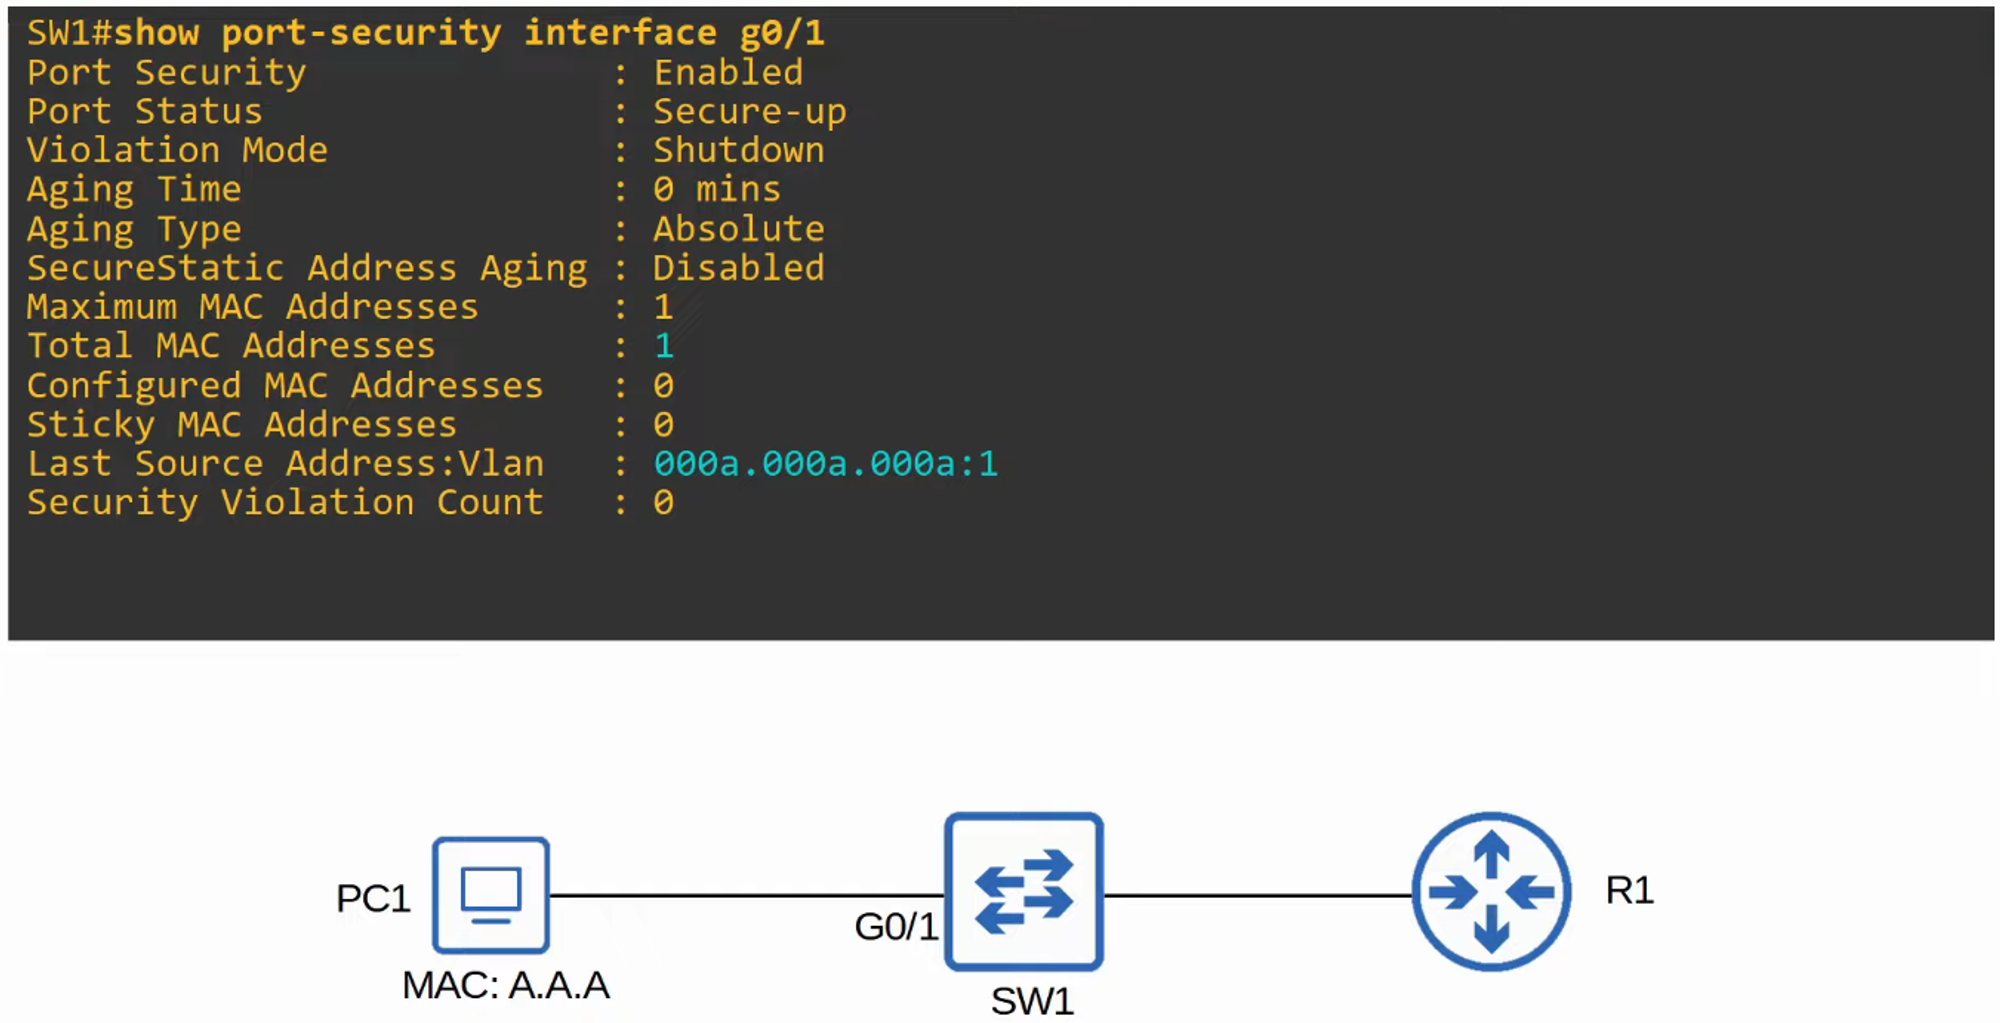 SW1#show port-security interface g0/1
Port Security : Enabled
Port Status : Secure-up
Violation Mode : Shutdown
Aging Time : 0 mins
Aging Type : Absolute
SecureStatic Address Aging : Disabled
Maximum MAC Addresses : 1
Total MAC Addresses : 1
Configured MAC Addresses : 0
Sticky MAC Addresses : 0
Last Source Address:Vlan : 000a.000a.000a:1
Security Violation Count : 0
PC1
MAC: A.A.A
G0/1
SW1
R1